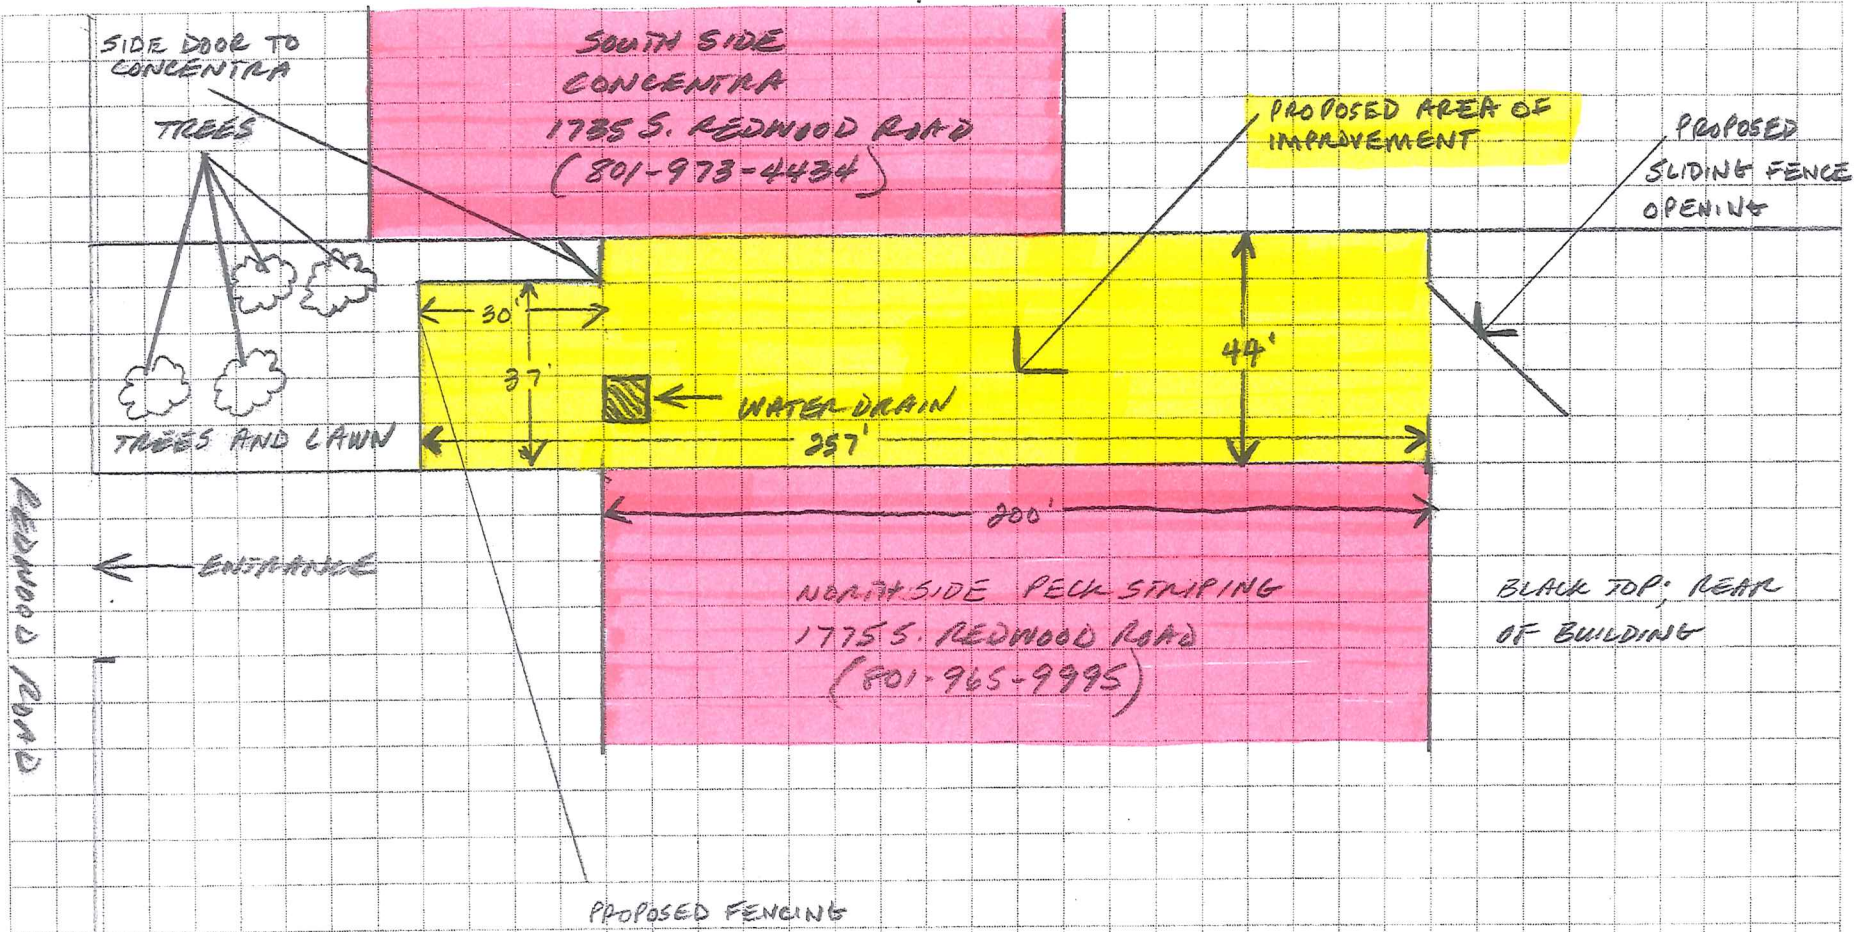 SIDE DOOR TO
CONCENTRA
TREES
SOUTH SIDE
CONCENTRA
1735 S. REDWOOD ROAD
(801-973-4434)
PROPOSED AREA OF
IMPROVEMENT
PROPOSED
SLIDING FENCE
OPENING
30'
37'
44'
WATER DRAIN
257'
TREES AND LAWN
200'
REDWOOD ROAD
ENTRANCE
NORTH SIDE PECK STRIPING
1775 S. REDWOOD ROAD
(801-965-9995)
BLACK TOP; REAR
OF BUILDING
PROPOSED FENCING